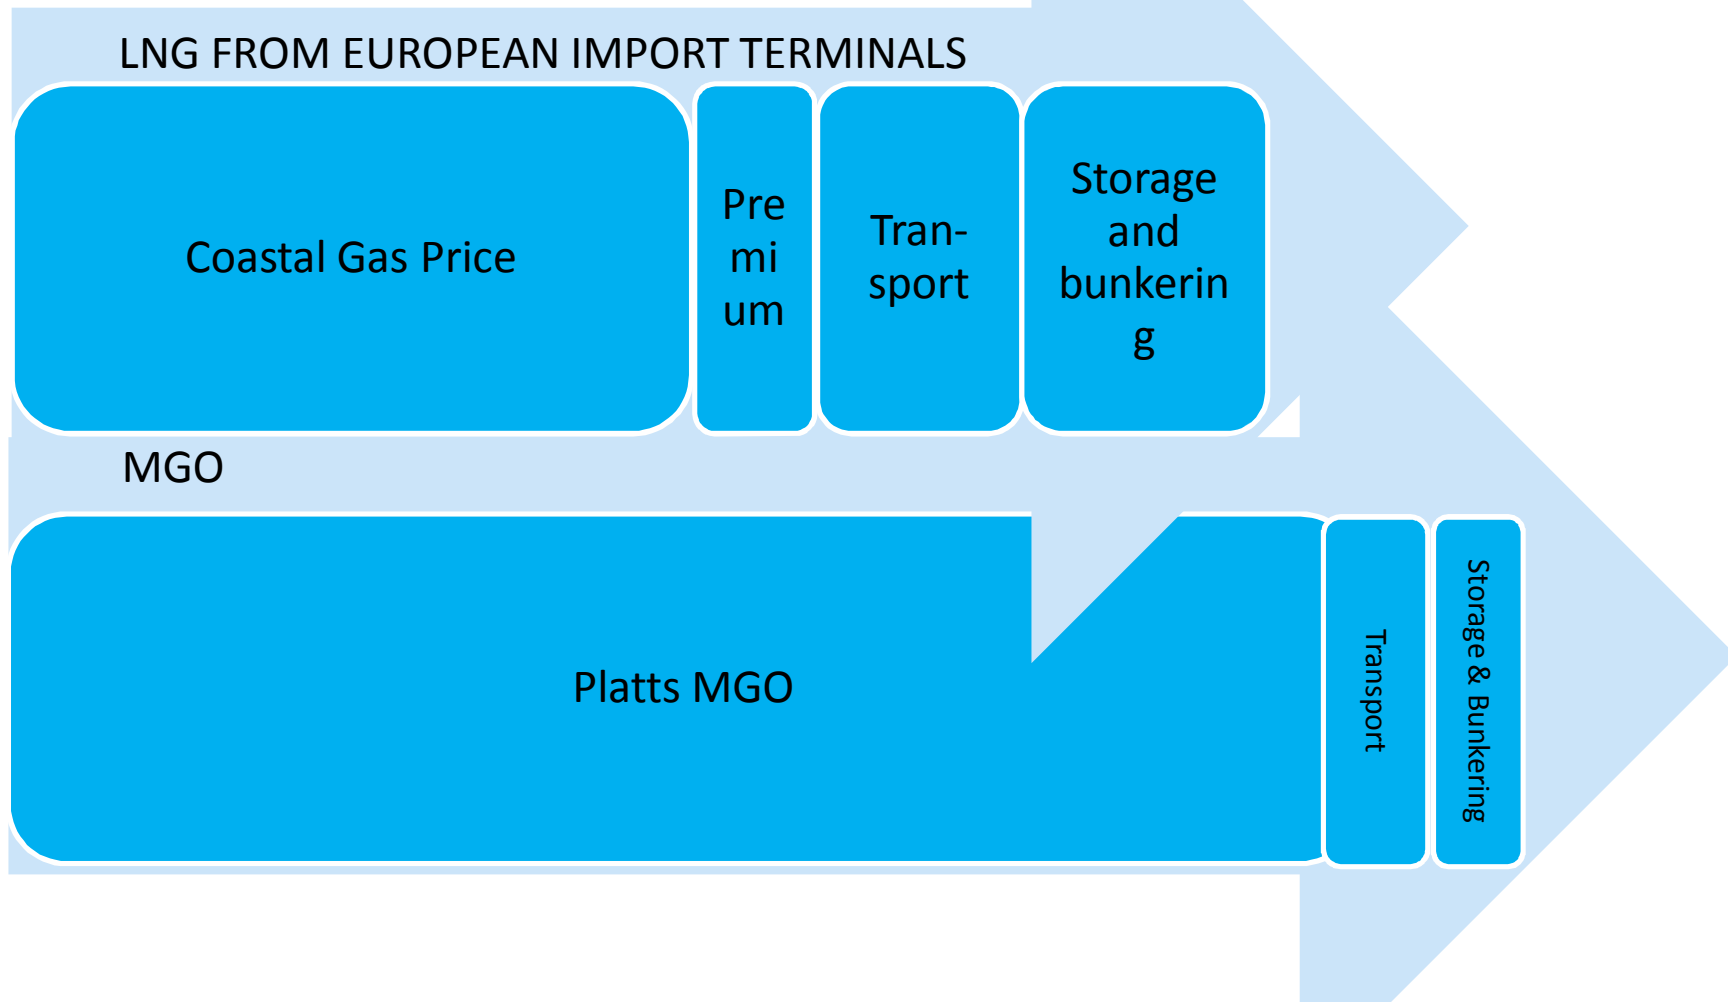 LNG FROM EUROPEAN IMPORT TERMINALS
Coastal Gas Price
Pre
mi
um
Tran-
sport
Storage
and
bunkerin
g
MGO
Platts MGO
Transport
Storage & Bunkering